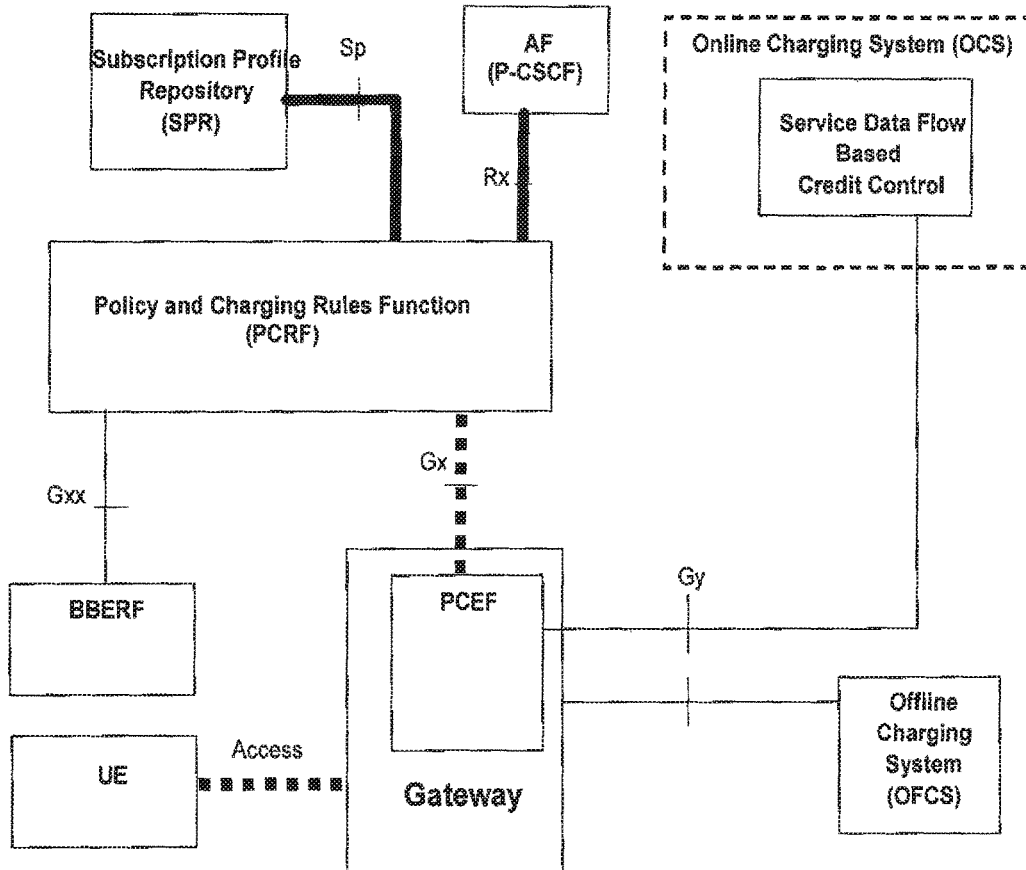 Subscription Profile
Repository
(SPR)
Sp
AF
(P-CSCF)
Online Charging System (OCS)
Service Data Flow
Based
Credit Control
Rx
Policy and Charging Rules Function
(PCRF)
Gx
Gxx
BBERF
PCEF
Gy
UE
Access
Gateway
Offline
Charging
System
(OFCS)